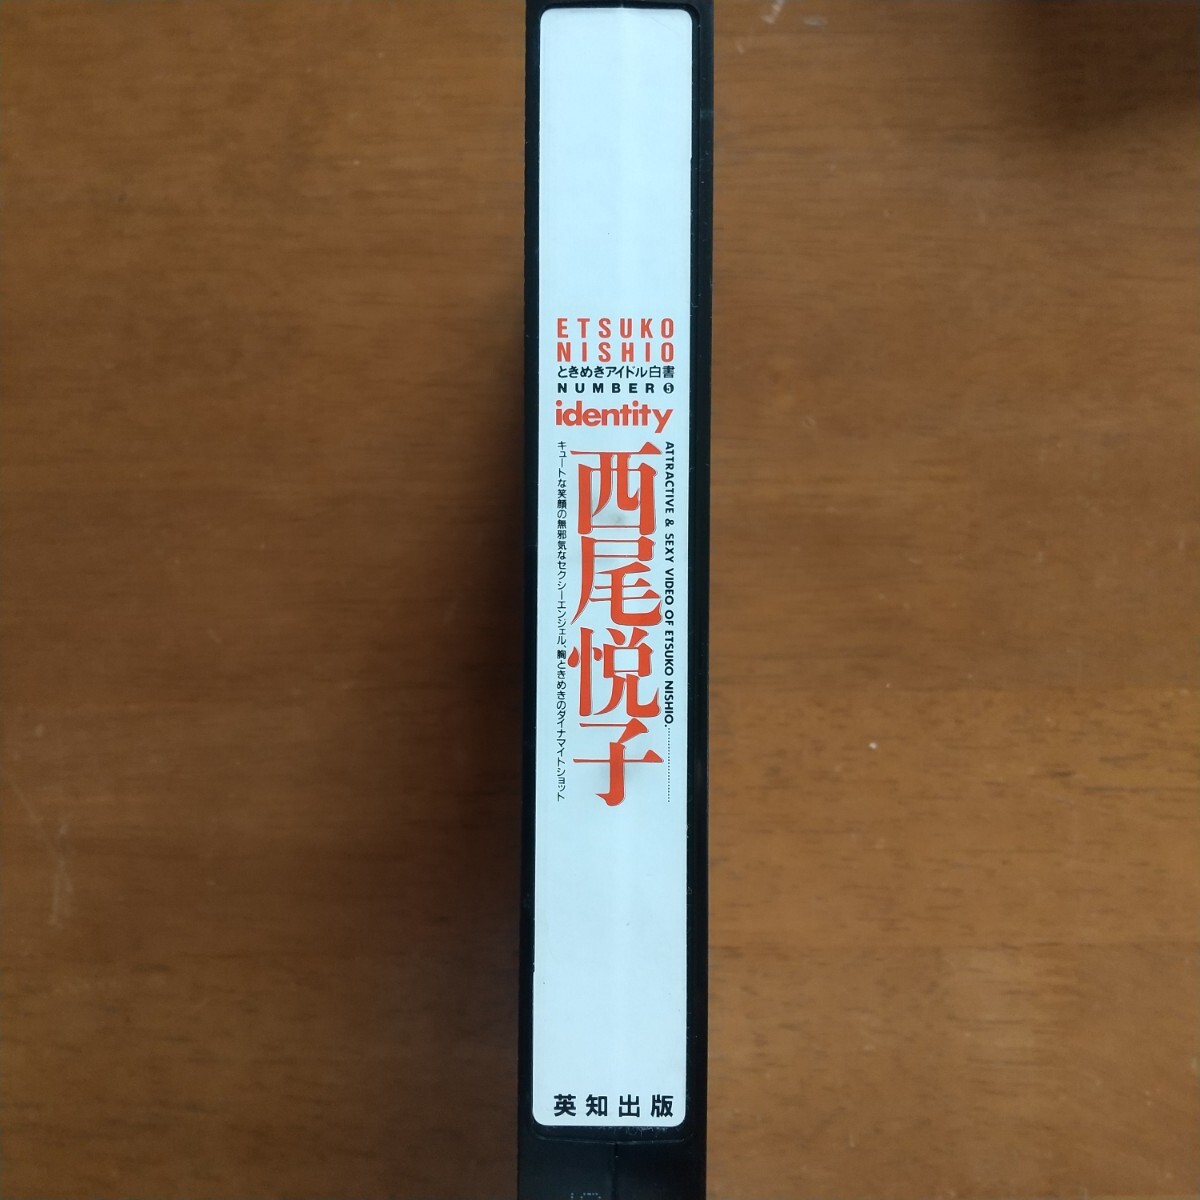 ETSUKO
NISHIO
ときめきアイドル白書
NUMBER❺
identity
ATTRACTIVE & SEXY VIDEO OF ETSUKO NISHIO.
西尾悦子
キュートな笑顔の無邪気なセクシーエンジェル、胸ときめきのダイナマイトショット
英知出版